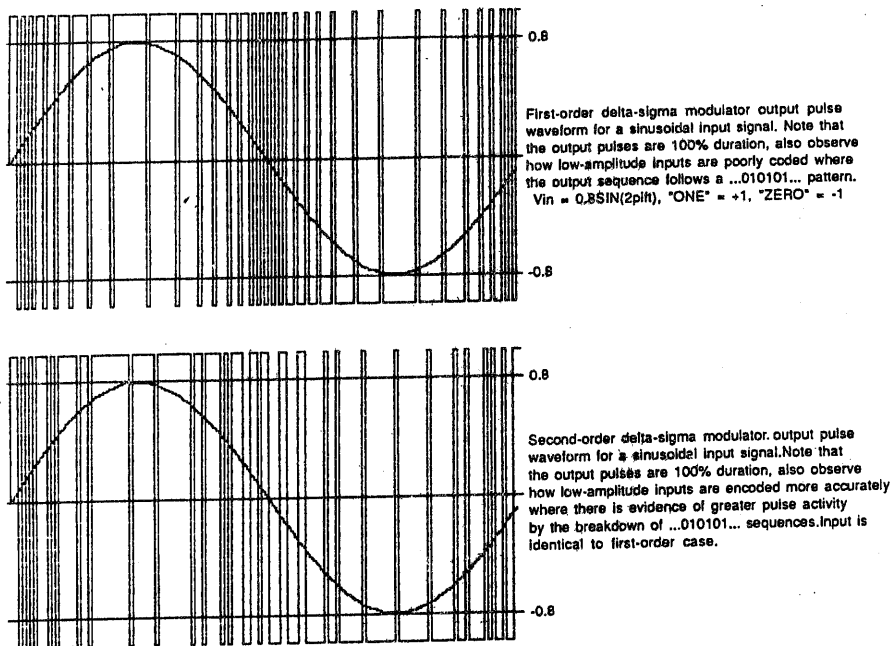 0.8
First-order delta-sigma modulator output pulse
waveform for a sinusoidal input signal. Note that
the output pulses are 100% duration, also observe
how low-amplitude inputs are poorly coded where
the output sequence follows a ...010101... pattern.
Vin = 0.8SIN(2pift), "ONE" = +1, "ZERO" = -1
-0.8
0.8
Second-order delta-sigma modulator. output pulse
waveform for a sinusoidal input signal.Note that
the output pulses are 100% duration, also observe
how low-amplitude inputs are encoded more accurately
where there is evidence of greater pulse activity
by the breakdown of ...010101... sequences.Input is
identical to first-order case.
-0.8